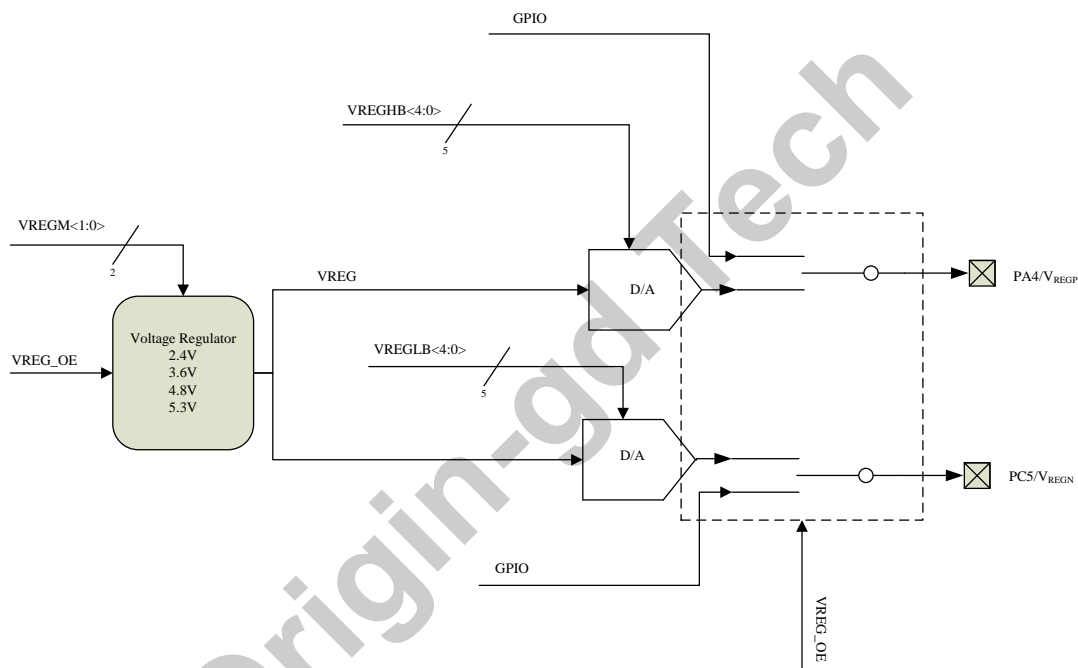 GPIO
VREGHB<4:0>
5
VREGM<1:0>
2
VREG
D/A
PA4/VREGP
Voltage Regulator
2.4V
3.6V
4.8V
5.3V
VREG_OE
VREGLB<4:0>
5
D/A
PC5/VREGN
GPIO
VREG_OE
Origin-gd Tech